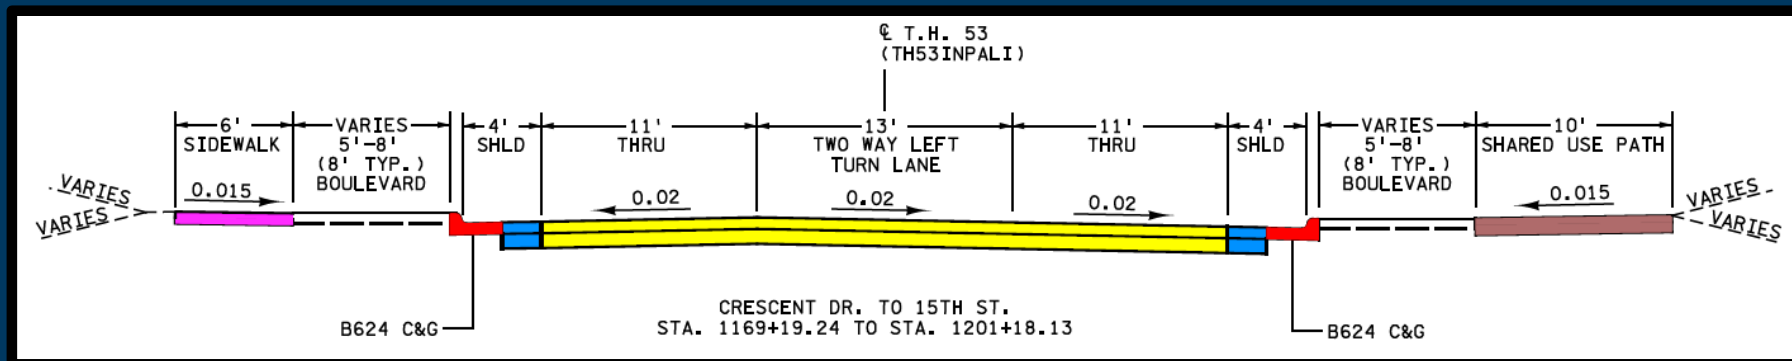 ℄ T.H. 53
(TH53INPALI)
6'
SIDEWALK
VARIES
5'-8'
(8' TYP.)
BOULEVARD
4'
SHLD
11'
THRU
13'
TWO WAY LEFT
TURN LANE
11'
THRU
4'
SHLD
VARIES
5'-8'
(8' TYP.)
BOULEVARD
10'
SHARED USE PATH
VARIES
VARIES
0.015
0.02
0.02
0.02
0.015
VARIES
VARIES
B624 C&G
CRESCENT DR. TO 15TH ST.
STA. 1169+19.24 TO STA. 1201+18.13
B624 C&G